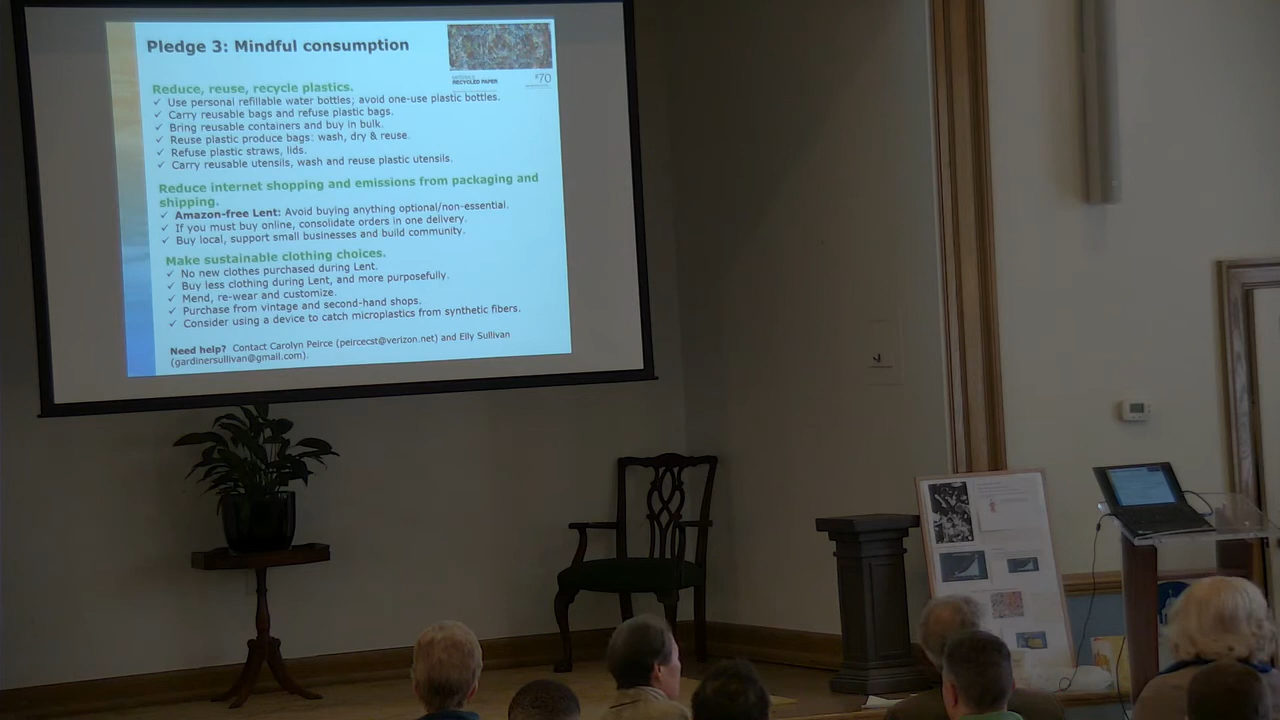 Pledge 3: Mindful consumption
RECYCLED PAPER
$70
Reduce, reuse, recycle plastics.
✓ Use personal refillable water bottles; avoid one-use plastic bottles.
✓ Carry reusable bags and refuse plastic bags.
✓ Bring reusable containers and buy in bulk.
✓ Reuse plastic produce bags: wash, dry & reuse.
✓ Refuse plastic straws, lids.
✓ Carry reusable utensils, wash and reuse plastic utensils.
Reduce internet shopping and emissions from packaging and
shipping.
✓ Amazon-free Lent: Avoid buying anything optional/non-essential.
✓ If you must buy online, consolidate orders in one delivery.
✓ Buy local, support small businesses and build community.
Make sustainable clothing choices.
✓ No new clothes purchased during Lent.
✓ Buy less clothing during Lent, and more purposefully.
✓ Mend, re-wear and customize.
✓ Purchase from vintage and second-hand shops.
✓ Consider using a device to catch microplastics from synthetic fibers.
Need help? Contact Carolyn Peirce (peircecst@verizon.net) and Elly Sullivan
(gardinersullivan@gmail.com).